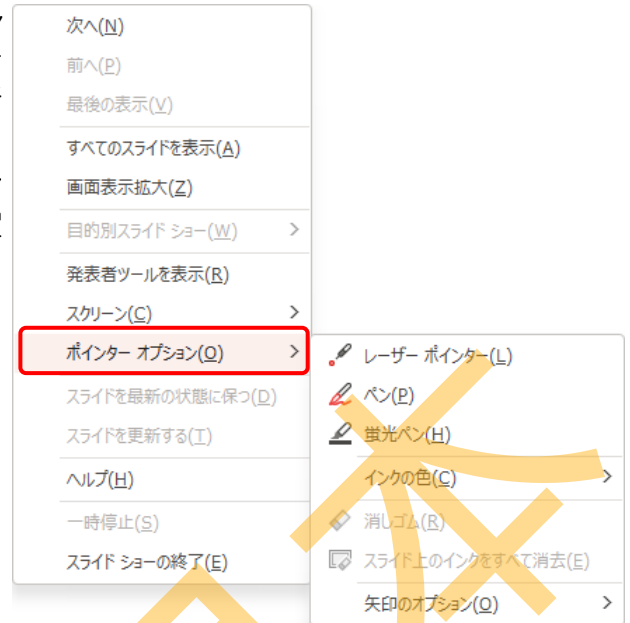 次へ(N)
前へ(P)
最後の表示(V)
すべてのスライドを表示(A)
画面表示拡大(Z)
目的別スライド ショー(W)
発表者ツールを表示(R)
スクリーン(C)
ポインター オプション(O)
スライドを最新の状態に保つ(D)
スライドを更新する(T)
ヘルプ(H)
一時停止(S)
スライド ショーの終了(E)
レーザー ポインター(L)
ペン(P)
蛍光ペン(H)
インクの色(C)
消しゴム(R)
スライド上のインクをすべて消去(E)
矢印のオプション(O)